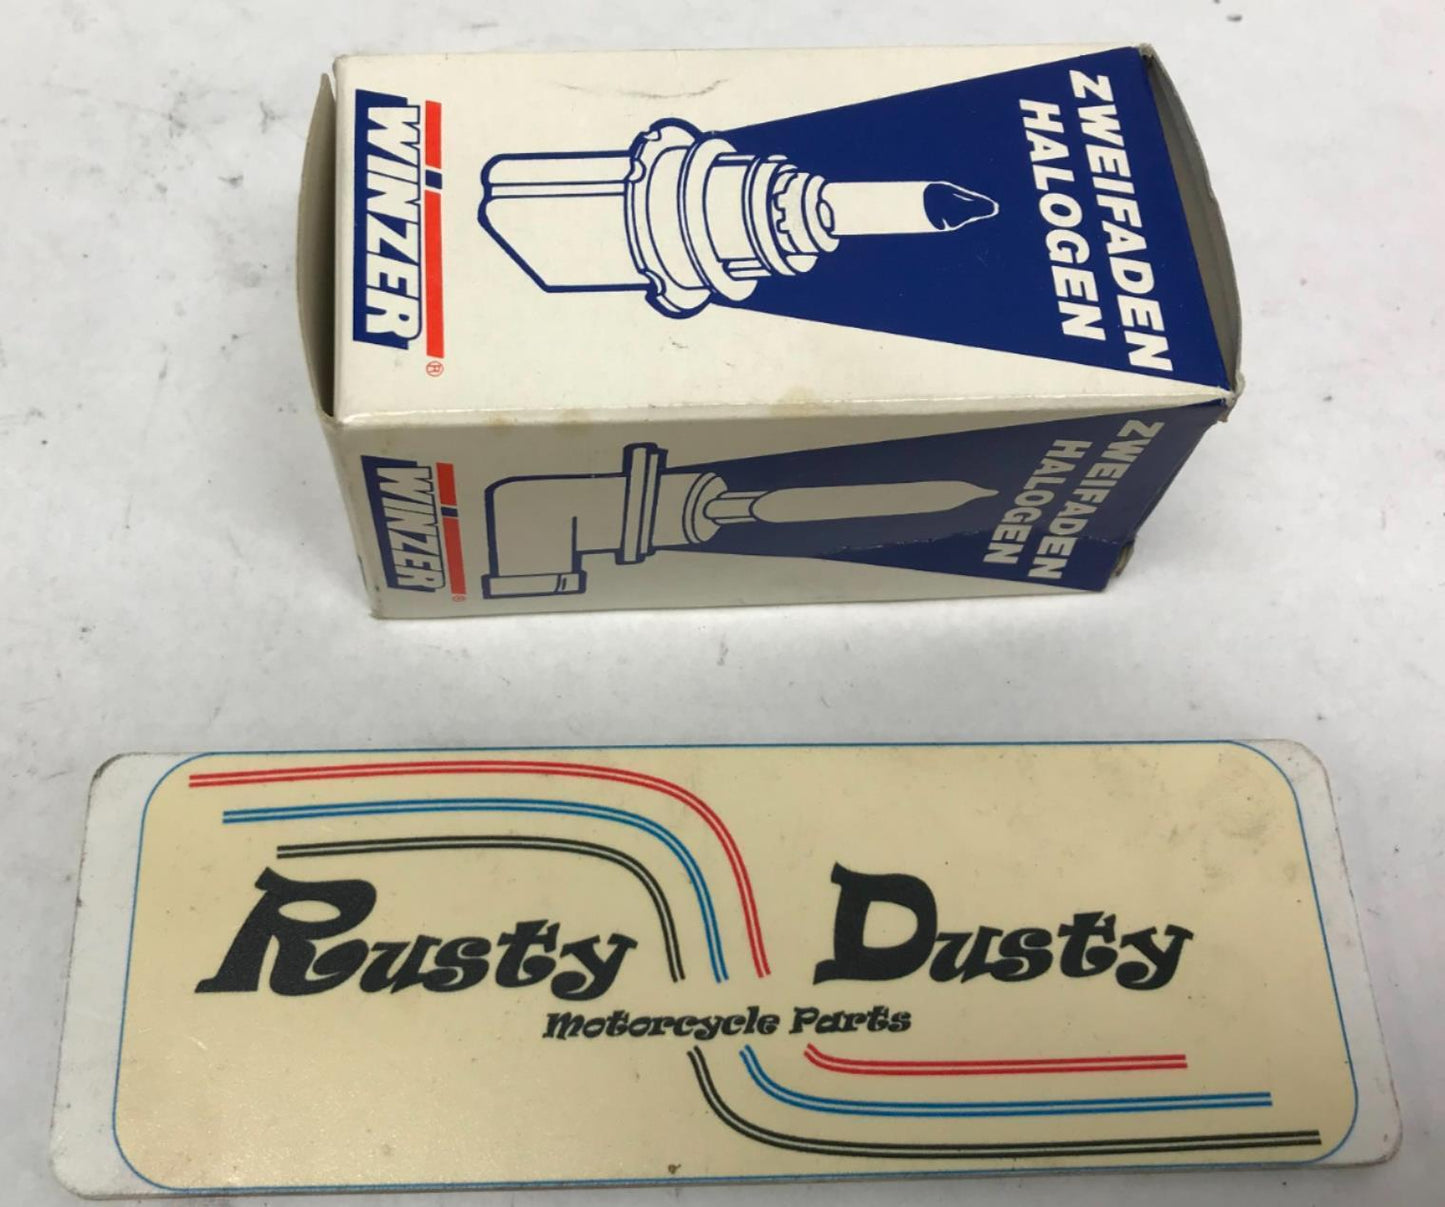 WINZER®
ZWEIFADEN
HALOGEN
WINZER®
ZWEIFADEN
HALOGEN
Rusty Dusty
Motorcycle Parts